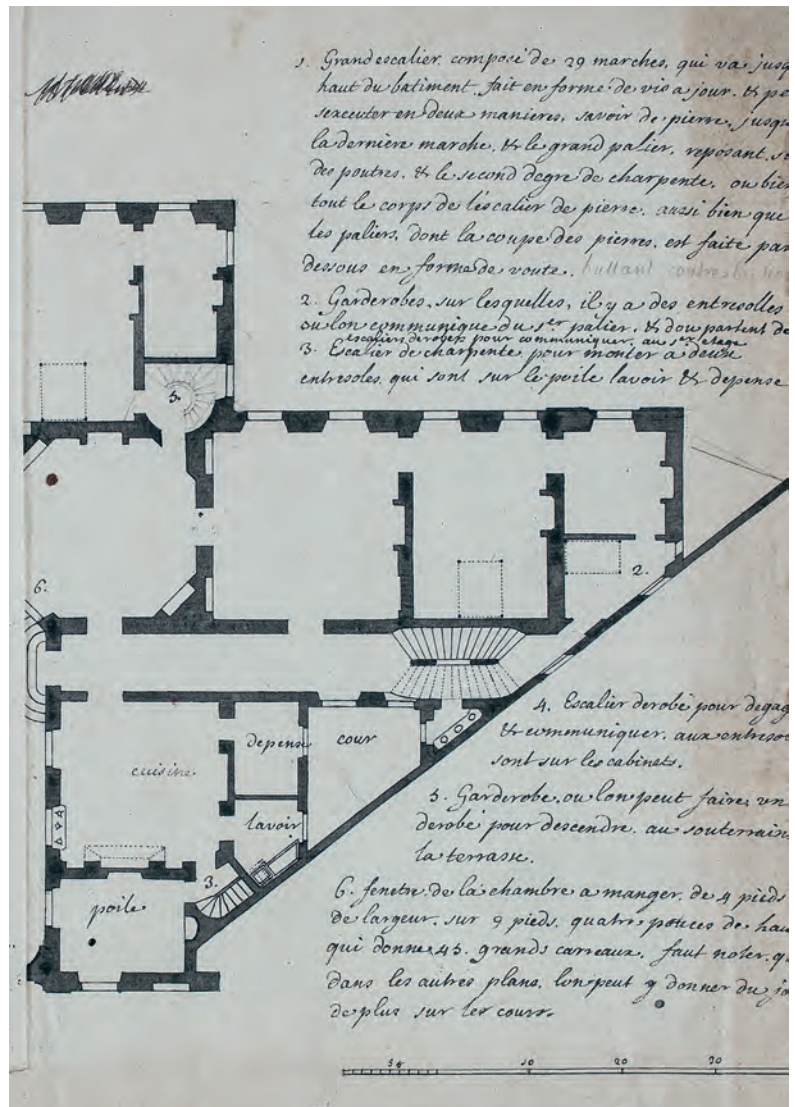 1. Grand escalier, composé de 29 marches, qui va jusq
haut du batiment, fait en forme de vis a jour. & pe
sexecuter en deux manieres, savoir de pierre, jusqu
la derniere marche, & le grand palier, reposant, s
des poutres, & le second degre de charpente, ou bien
tout le corps de léscalier de pierre, aussi bien que
les paliers, dont la coupe des pierres, est faite par
dessous en forme de voute, buttant contre
2. Garderobes, sur lesquelles, il y a des entresolles
ou lon communique du 1er palier, & dou partent de
escaliers derobés pour communiquer, au 1er etage
3. Escalier de charpente, pour monter a deux
entresoles, qui sont sur le poile lavoir & depense
3.
6.
2.
4. Escalier derobé pour degag
& communiquer, aux entreso
sont sur les cabinets.
depense
cour
cuisine
lavoir
5. Garderobe, ou lon peut faire, un
derobé pour descendre, au souterrain
la terrasse.
3.
poile
6. fenetre de la chambre a manger, de 4 pieds
de largeur, sur 9 pieds, quatre pouces de hau
qui donne 45. grands carreaux, faut noter, qu
dans les autres plans, lon peut y donner du jo
de plus sur les cours.
10 20 30